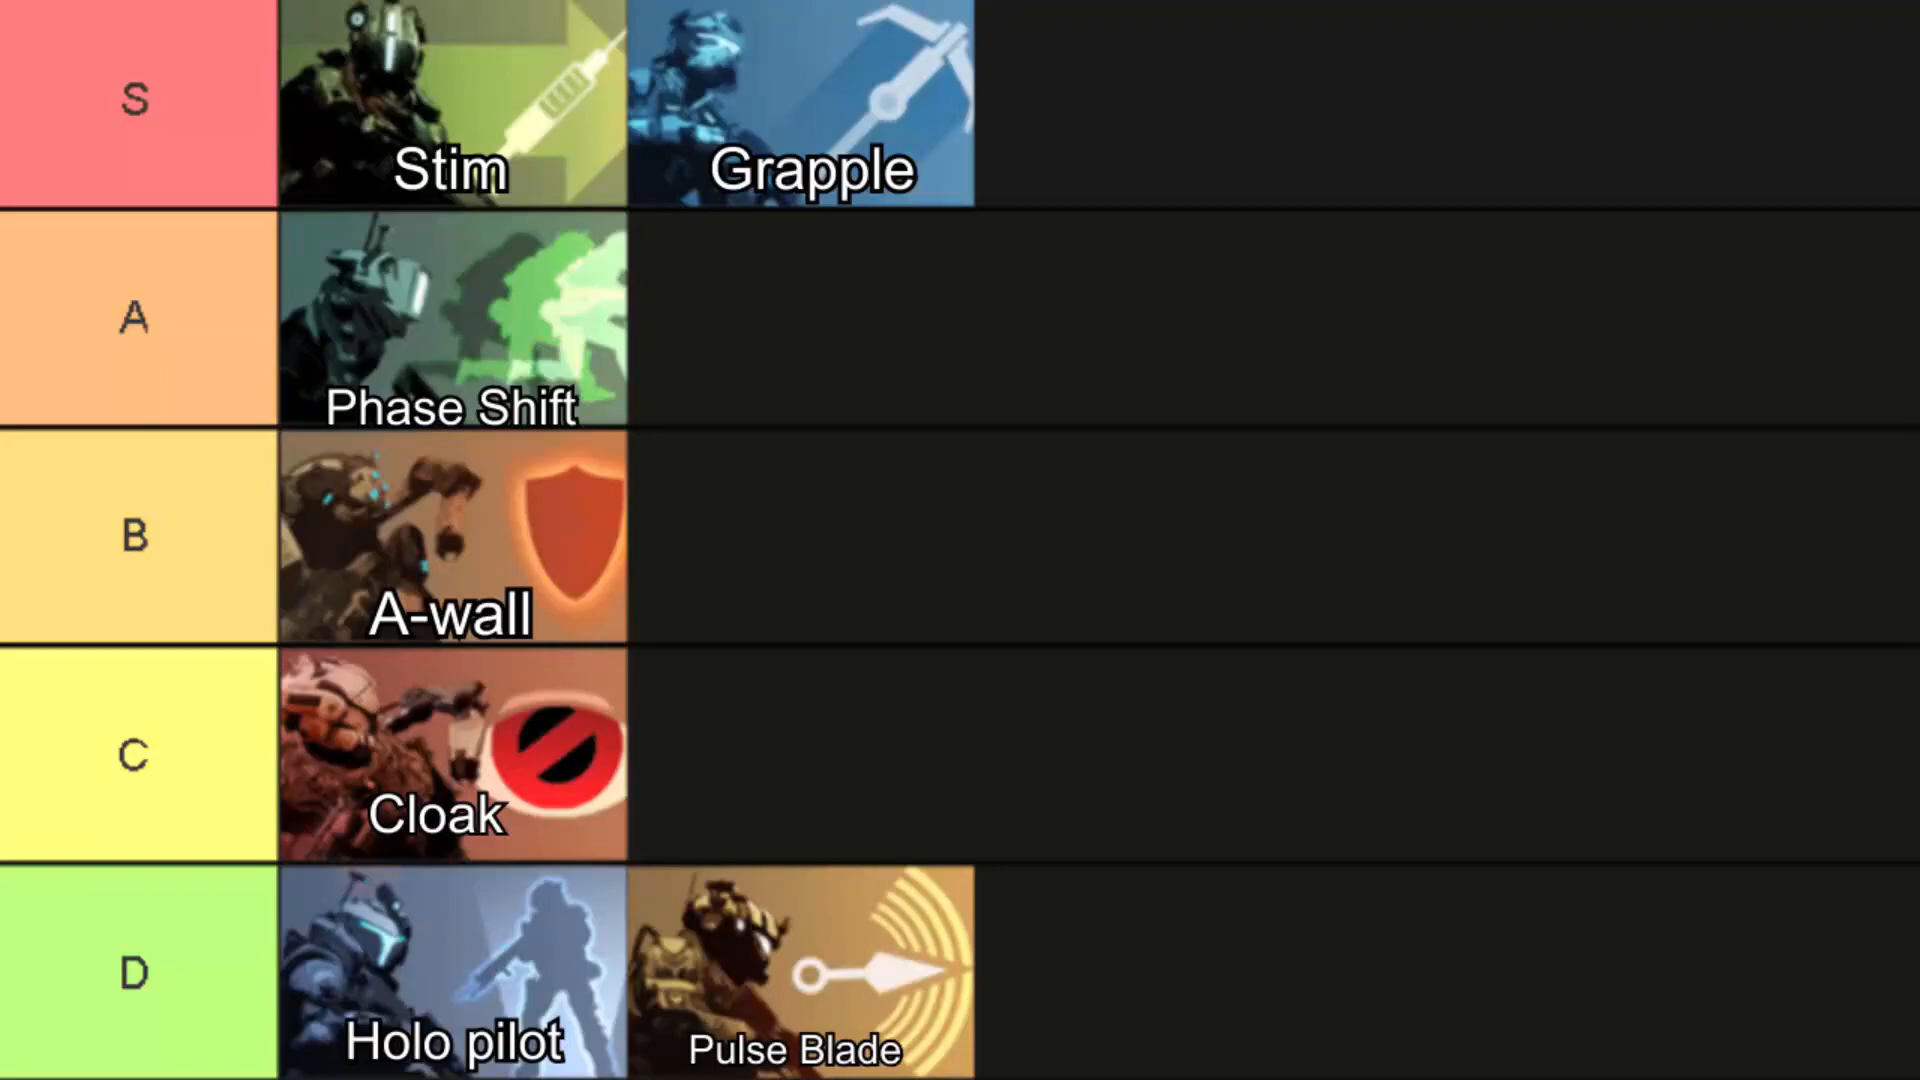 S
Stim
Grapple
A
Phase Shift
B
A-wall
C
Cloak
D
Holo pilot
Pulse Blade